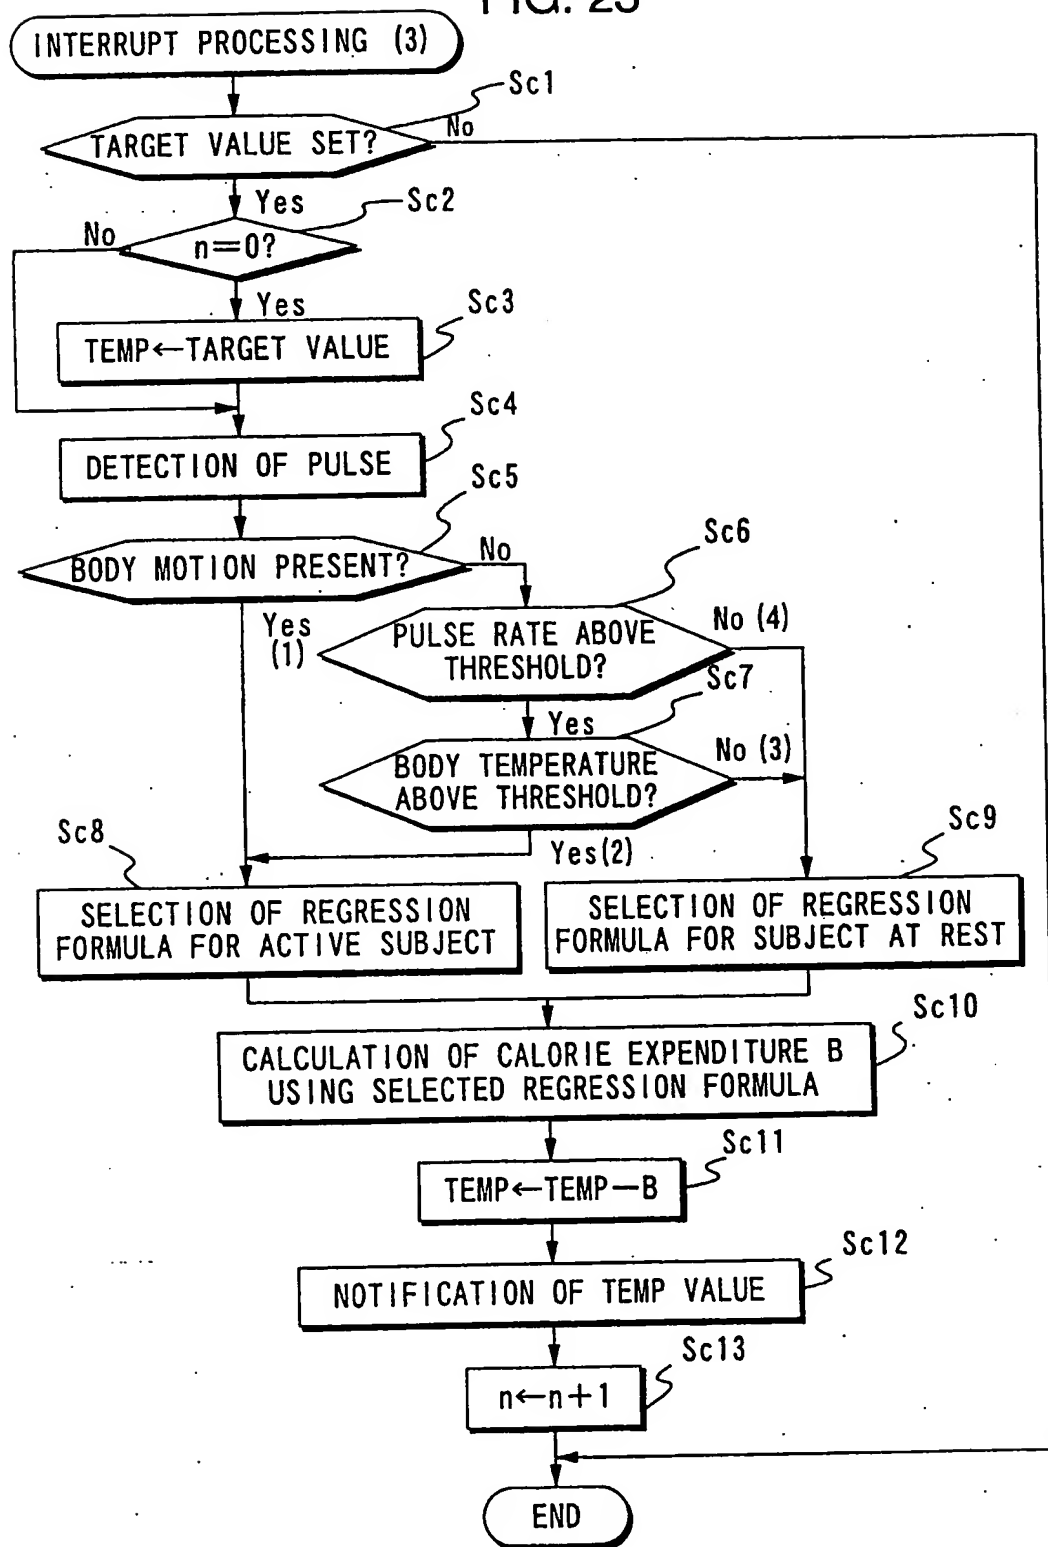 FIG. 23
INTERRUPT PROCESSING (3)
Sc1
TARGET VALUE SET?
No
Yes
Sc2
No
n=0?
Yes
Sc3
TEMP←TARGET VALUE
Sc4
DETECTION OF PULSE
Sc5
BODY MOTION PRESENT?
No
Sc6
Yes
(1)
PULSE RATE ABOVE
THRESHOLD?
No (4)
Sc7
Yes
BODY TEMPERATURE
ABOVE THRESHOLD?
No (3)
Yes(2)
Sc8
Sc9
SELECTION OF REGRESSION
FORMULA FOR ACTIVE SUBJECT
SELECTION OF REGRESSION
FORMULA FOR SUBJECT AT REST
Sc10
CALCULATION OF CALORIE EXPENDITURE B
USING SELECTED REGRESSION FORMULA
Sc11
TEMP←TEMP—B
Sc12
NOTIFICATION OF TEMP VALUE
Sc13
n←n+1
END